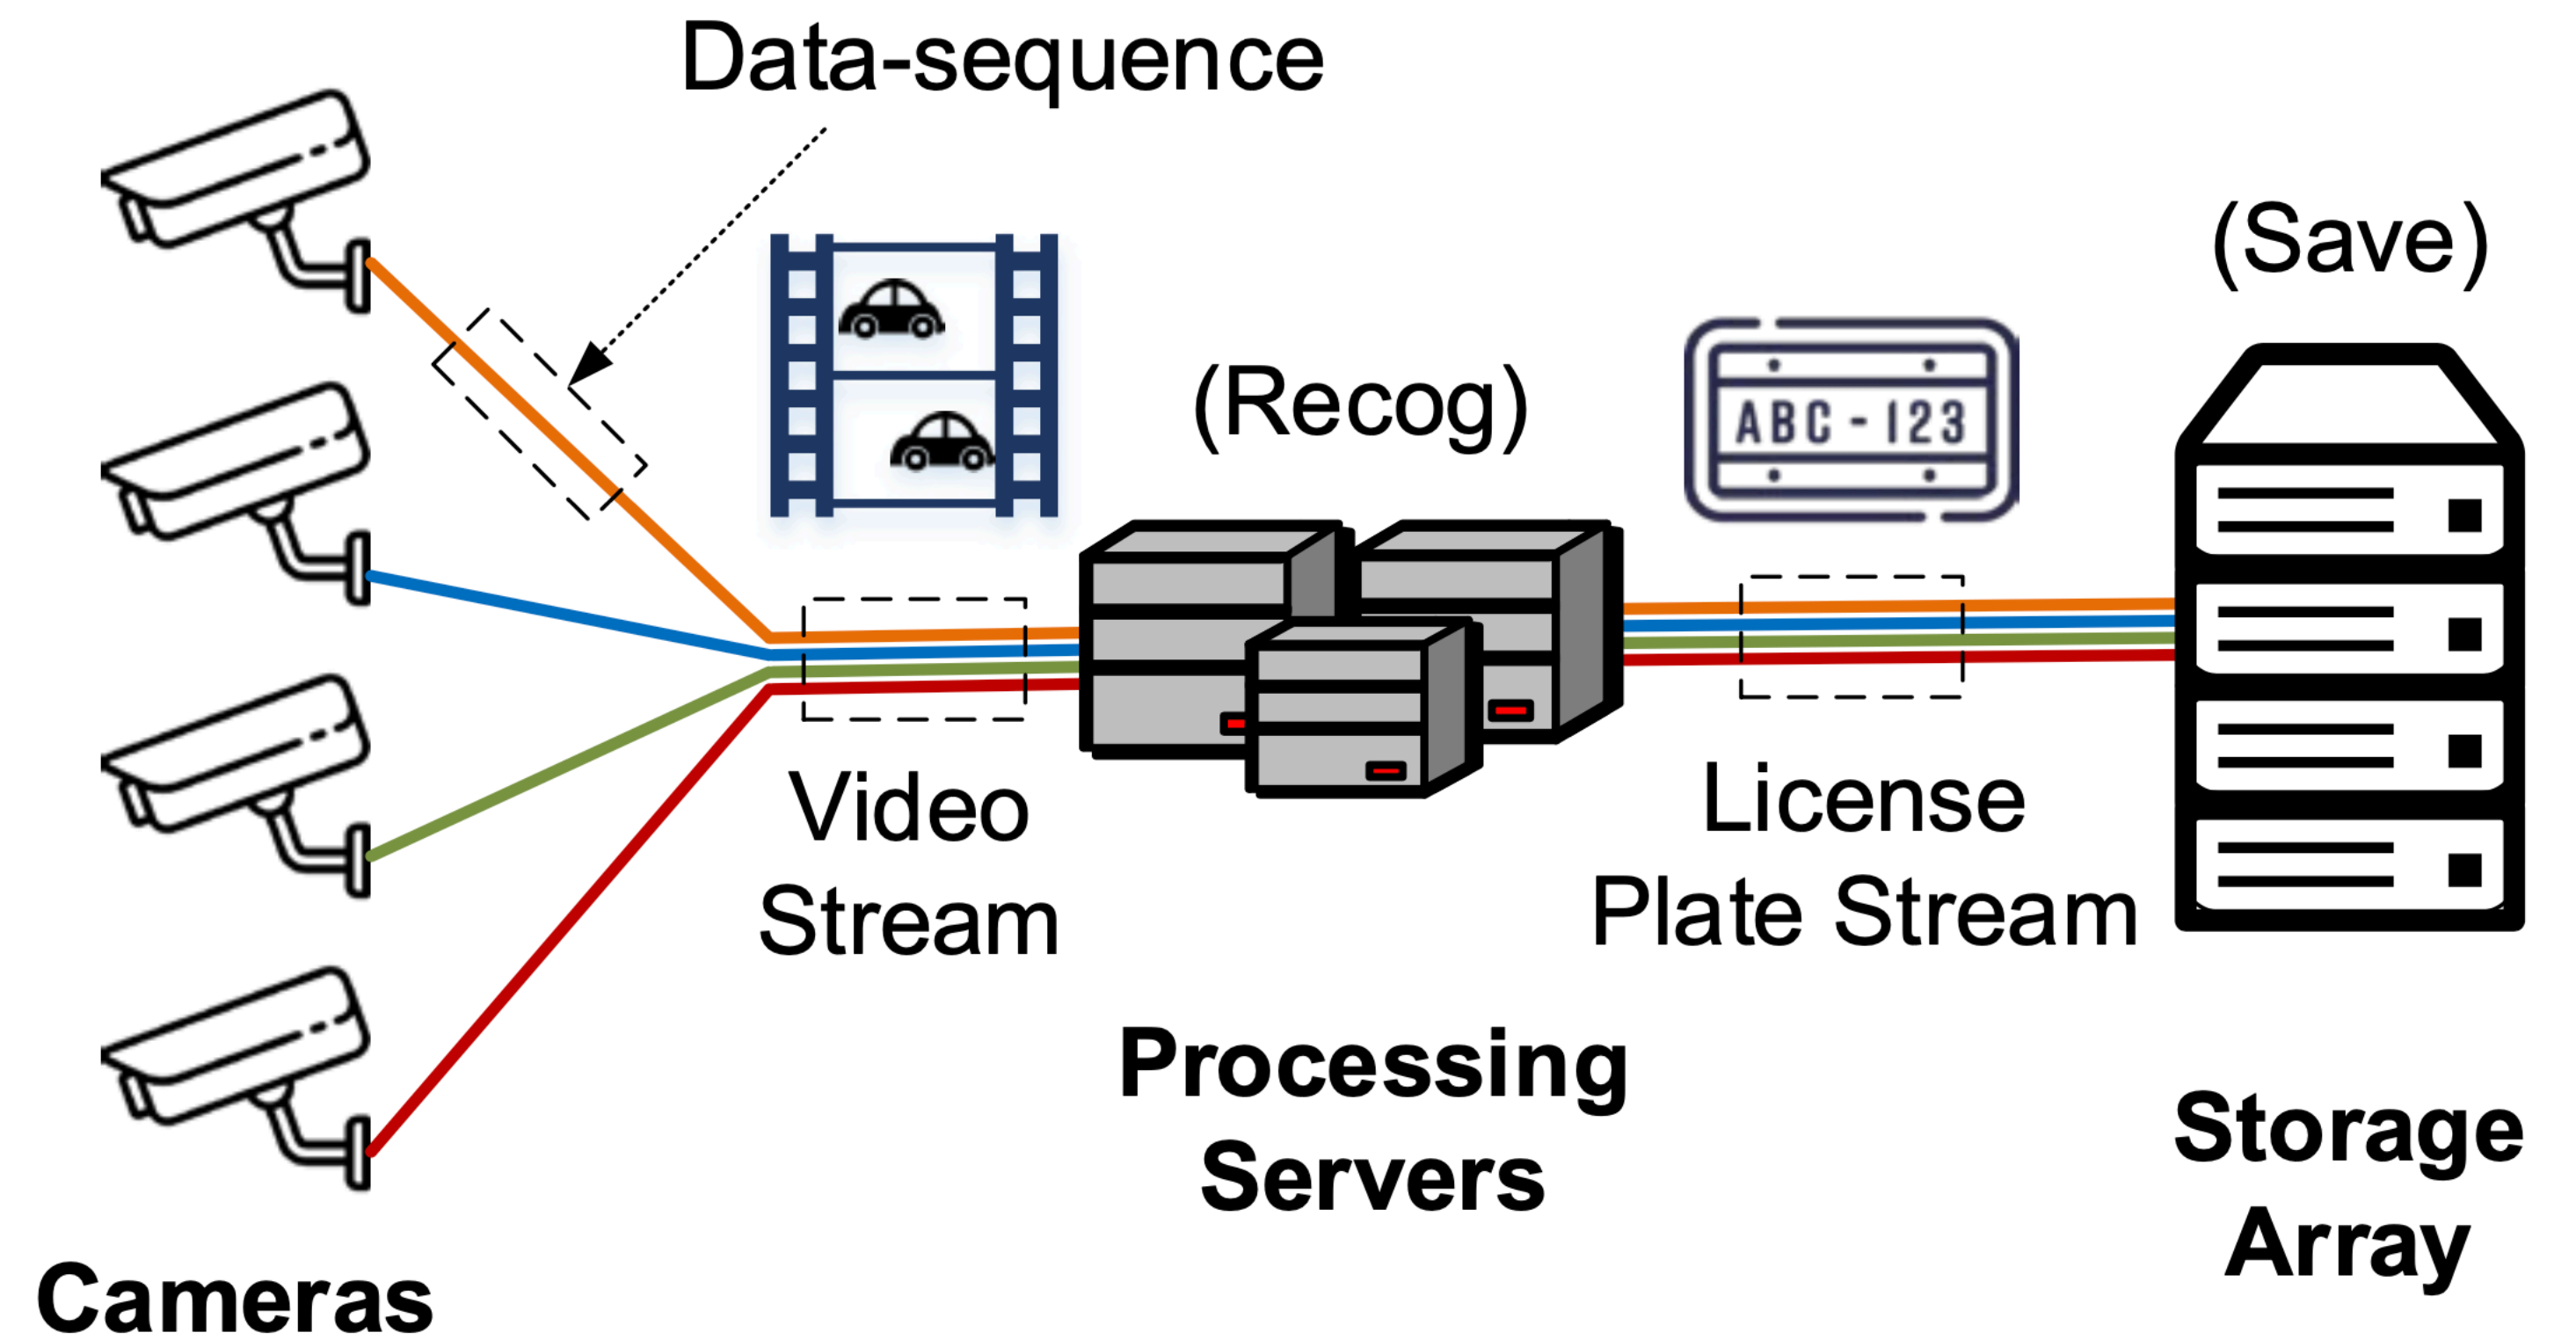 Data-sequence
(Save)
(Recog)
ABC-123
Video
Stream
License
Plate Stream
Processing
Servers
Storage
Array
Cameras